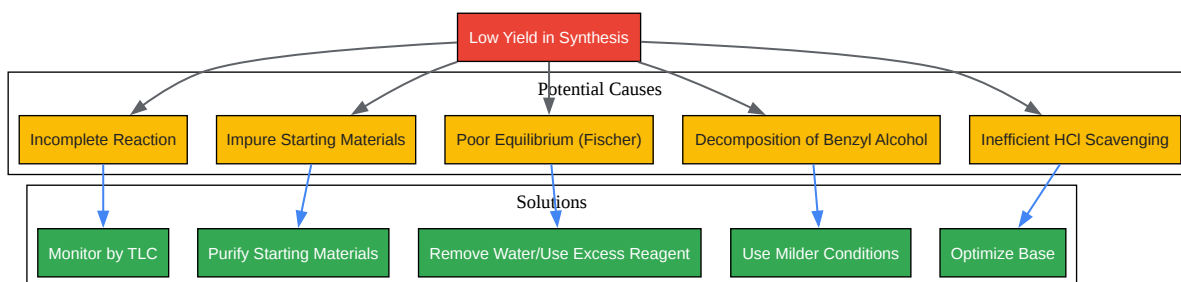 Low Yield in Synthesis
Potential Causes
Incomplete Reaction
Impure Starting Materials
Poor Equilibrium (Fischer)
Decomposition of Benzyl Alcohol
Inefficient HCl Scavenging
Solutions
Monitor by TLC
Purify Starting Materials
Remove Water/Use Excess Reagent
Use Milder Conditions
Optimize Base